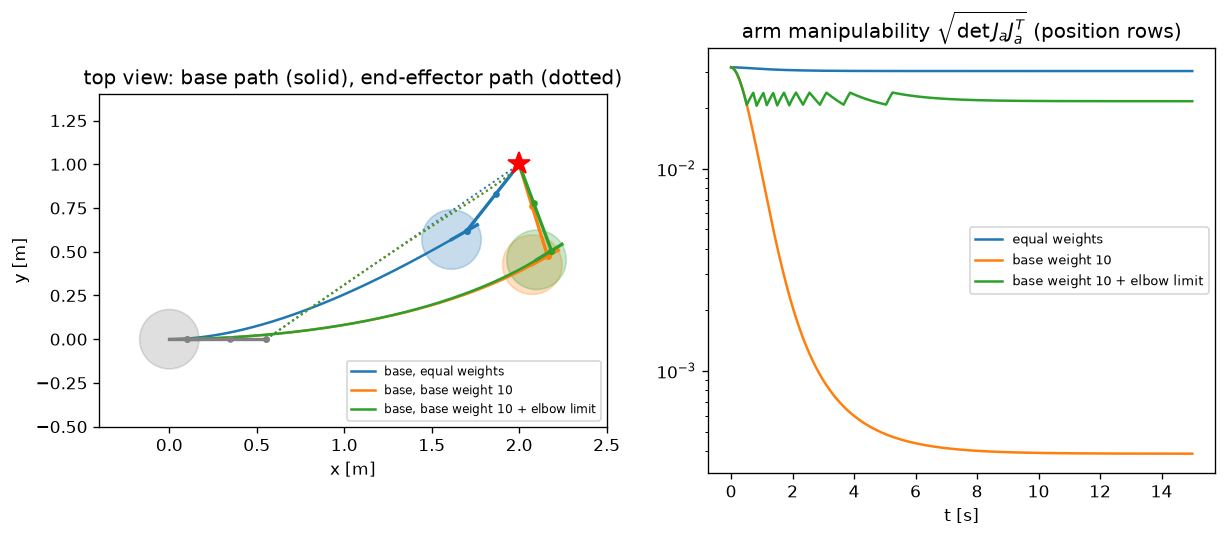 top view: base path (solid), end-effector path (dotted)
1.25
1.00
0.75
0.50
0.25
0.00
−0.25
−0.50
y [m]
0.0
0.5
1.0
1.5
2.0
2.5
x [m]
base, equal weights
base, base weight 10
base, base weight 10 + elbow limit
arm manipulability √det JₐJₐᵀ (position rows)
10⁻²
10⁻³
0
2
4
6
8
10
12
14
t [s]
equal weights
base weight 10
base weight 10 + elbow limit